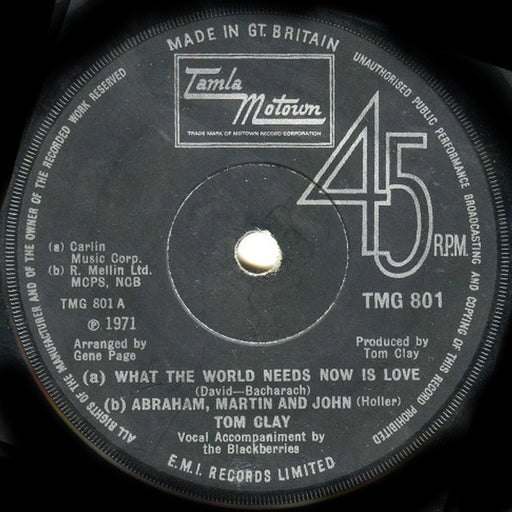 MADE IN GT. BRITAIN
UNAUTHORISED PUBLIC PERFORMANCE BROADCASTING AND COPYING OF THIS RECORD PROHIBITED
ALL RIGHTS OF THE MANUFACTURER AND OF THE OWNER OF THE RECORDED WORK RESERVED
Tamla
Motown
TRADE MARK OF MOTOWN RECORD CORPORATION
45
R.P.M.
(a) Carlin
Music Corp.
(b) R. Mellin Ltd.
MCPS, NCB
TMG 801 A
TMG 801
℗ 1971
Arranged by
Gene Page
Produced by
Tom Clay
(a) WHAT THE WORLD NEEDS NOW IS LOVE
(David—Bacharach)
(b) ABRAHAM, MARTIN AND JOHN (Holler)
TOM CLAY
Vocal Accompaniment by
the Blackberries
E.M.I. RECORDS LIMITED